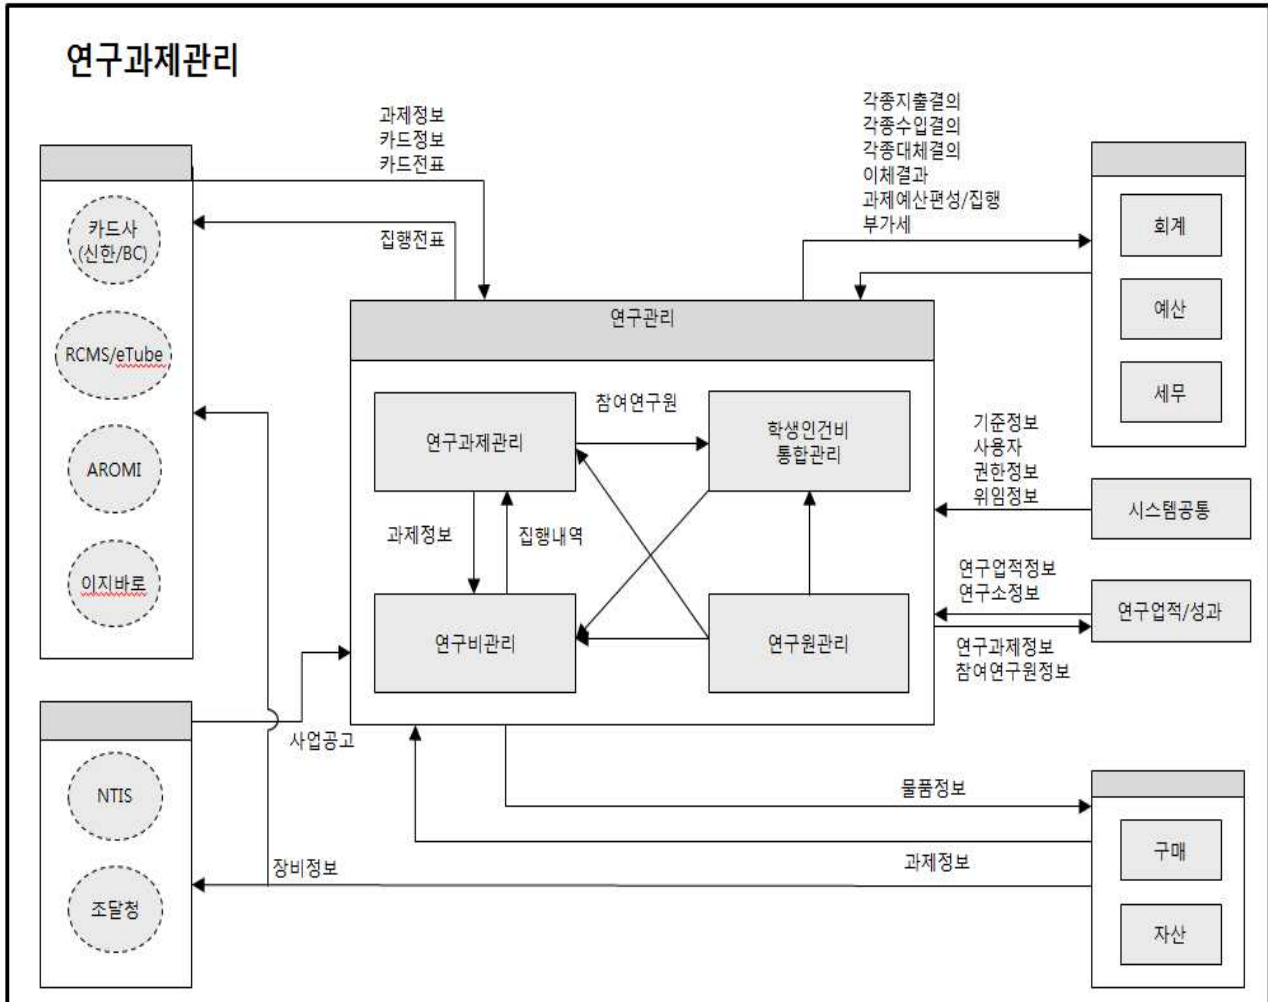 연구과제관리
과제정보
카드정보
카드전표
집행전표
각종지출결의
각종수입결의
각종대체결의
이체결과
과제예산편성/집행
부가세
카드사
(신한/BC)
RCMS/eTube
AROMI
이지바로
회계
예산
세무
연구관리
연구과제관리
참여연구원
학생인건비
통합관리
과제정보
집행내역
연구비관리
연구원관리
기준정보
사용자
권한정보
위임정보
시스템공통
연구업적정보
연구소정보
연구업적/성과
연구과제정보
참여연구원정보
사업공고
NTIS
조달청
장비정보
물품정보
과제정보
구매
자산